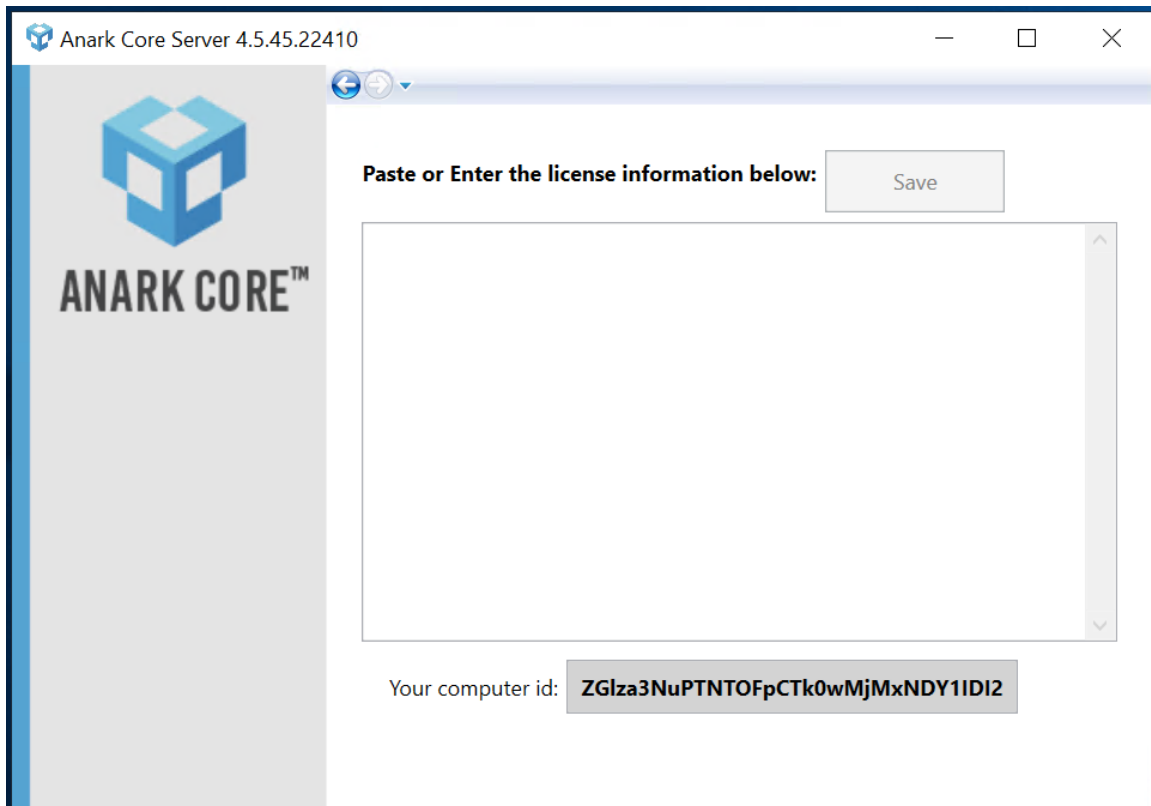 Anark Core Server 4.5.45.22410
ANARK CORE™
Paste or Enter the license information below:
Save
Your computer id:
ZGlza3NuPTNTOFpCTk0wMjMxNDY1IDI2